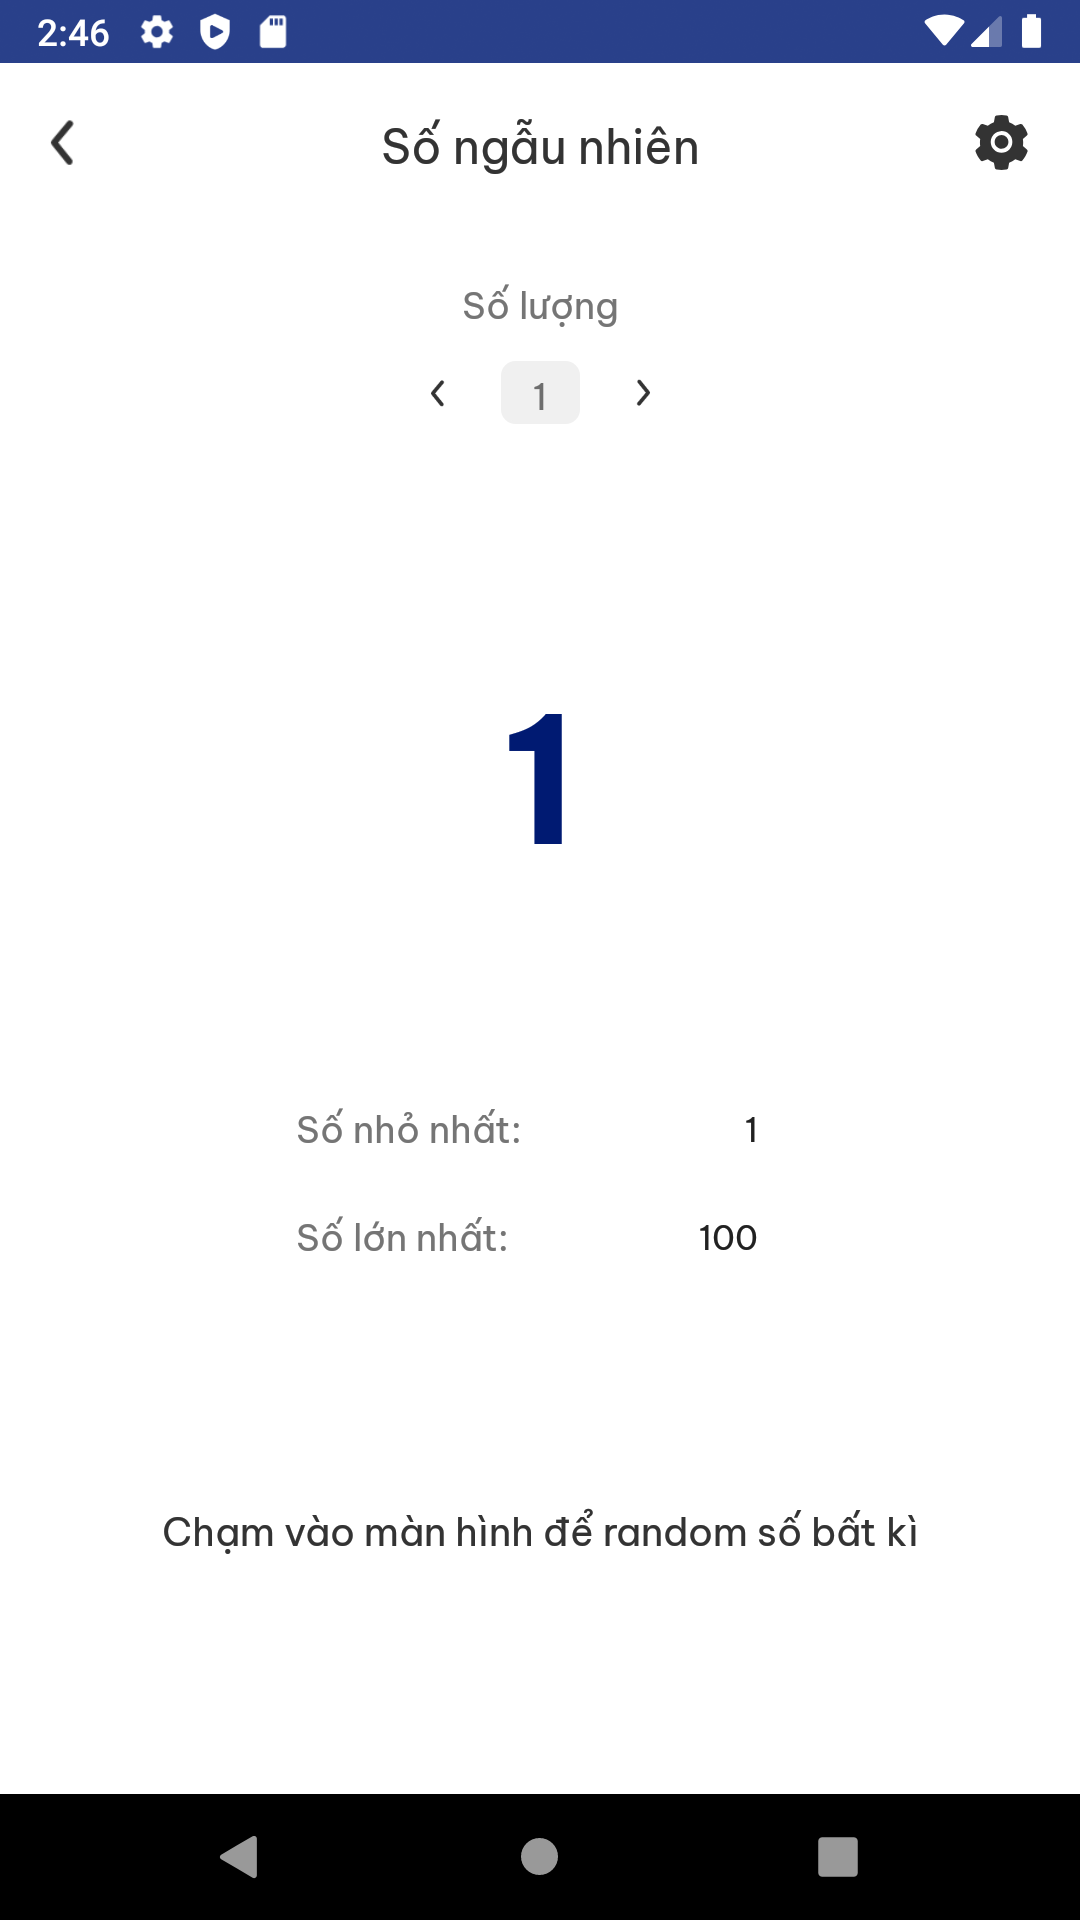 2:46
Số ngẫu nhiên
Số lượng
1
1
Số nhỏ nhất: 1
Số lớn nhất: 100
Chạm vào màn hình để random số bất kì